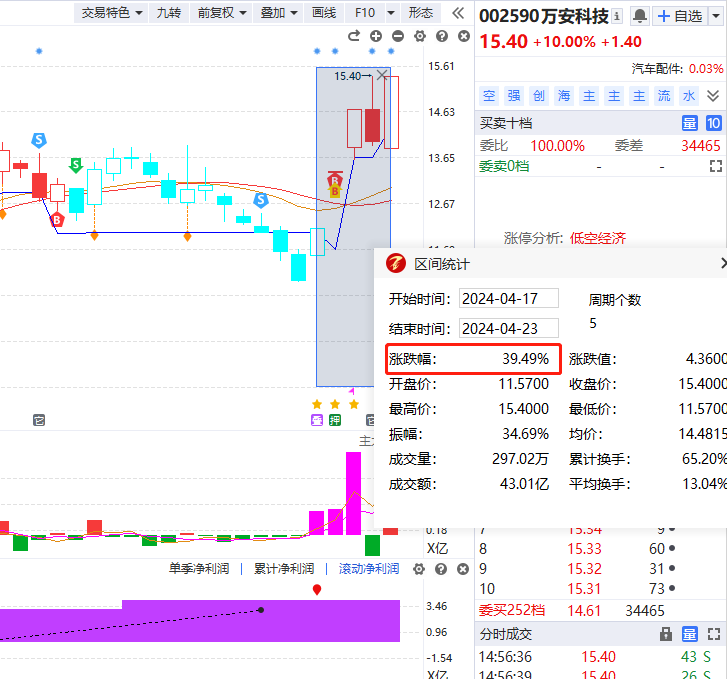 交易特色 九转 前复权 叠加 画线 F10 形态
002590 万安科技 自选
15.40 +10.00% +1.40
汽车配件: 0.03%
空 强 创 海 主 主 主 流 水
买卖十档 量 10
委比 100.00% 委差 34465
委卖0档 - -
涨停分析: 低空经济
15.40→
15.61
14.63
13.65
12.67
S
S
B
B
B
S
区间统计
开始时间: 2024-04-17 周期个数
结束时间: 2024-04-23 5
涨跌幅: 39.49% 涨跌值: 4.3600
开盘价: 11.5700 收盘价: 15.4000
最高价: 15.4000 最低价: 11.5700
振幅: 34.69% 均价: 14.4815
成交量: 297.02万 累计换手: 65.20%
成交额: 43.01亿 平均换手: 13.04%
押
主
0.18
X亿
单季净利润 | 累计净利润 | 滚动净利润
3.46
0.96
-1.54
X亿
7 15.34 9
8 15.33 60
9 15.32 31
10 15.31 73
委买252档 14.61 34465
分时成交 量
14:56:36 15.40 43 S
14:56:39 15.40 26 S